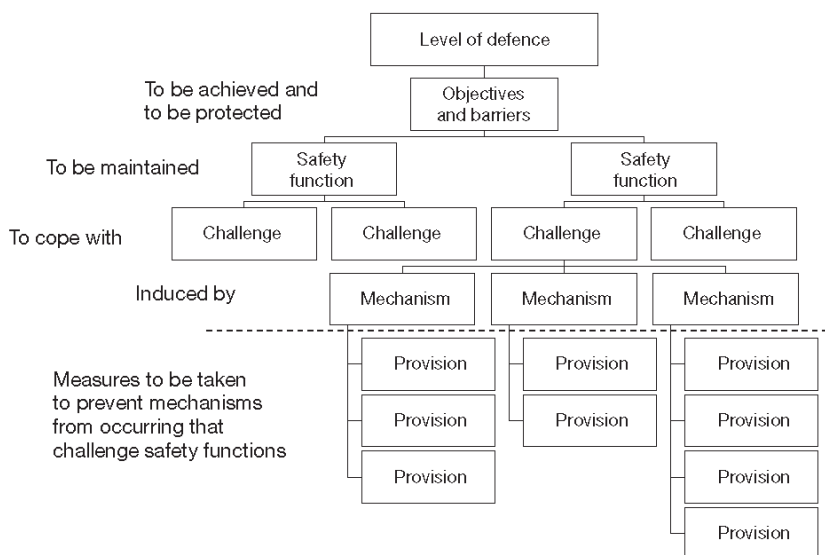 Level of defence
To be achieved and
to be protected
Objectives
and barriers
To be maintained
Safety
function
Safety
function
To cope with
Challenge
Challenge
Challenge
Challenge
Induced by
Mechanism
Mechanism
Mechanism
Measures to be taken
to prevent mechanisms
from occurring that
challenge safety functions
Provision
Provision
Provision
Provision
Provision
Provision
Provision
Provision
Provision